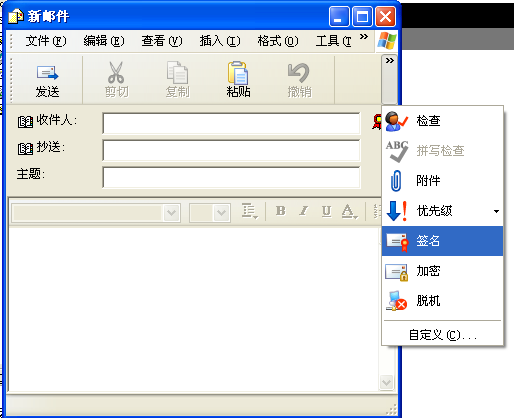 新邮件
文件(F) 编辑(E) 查看(V) 插入(I) 格式(O) 工具(T »
发送 剪切 复制 粘贴 撤销 »
收件人:
抄送:
主题:
B I U A
检查
ABC 拼写检查
附件
优先级
签名
加密
脱机
自定义(C)...